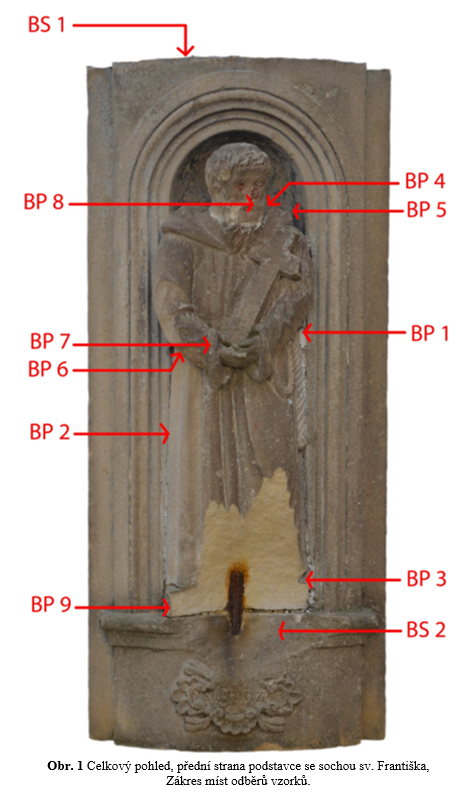 BS 1
BP 4
BP 8
BP 5
BP 1
BP 7
BP 6
BP 2
BP 3
BP 9
BS 2
Obr. 1 Celkový pohled, přední strana podstavce se sochou sv. Františka,
Zákres míst odběrů vzorků.